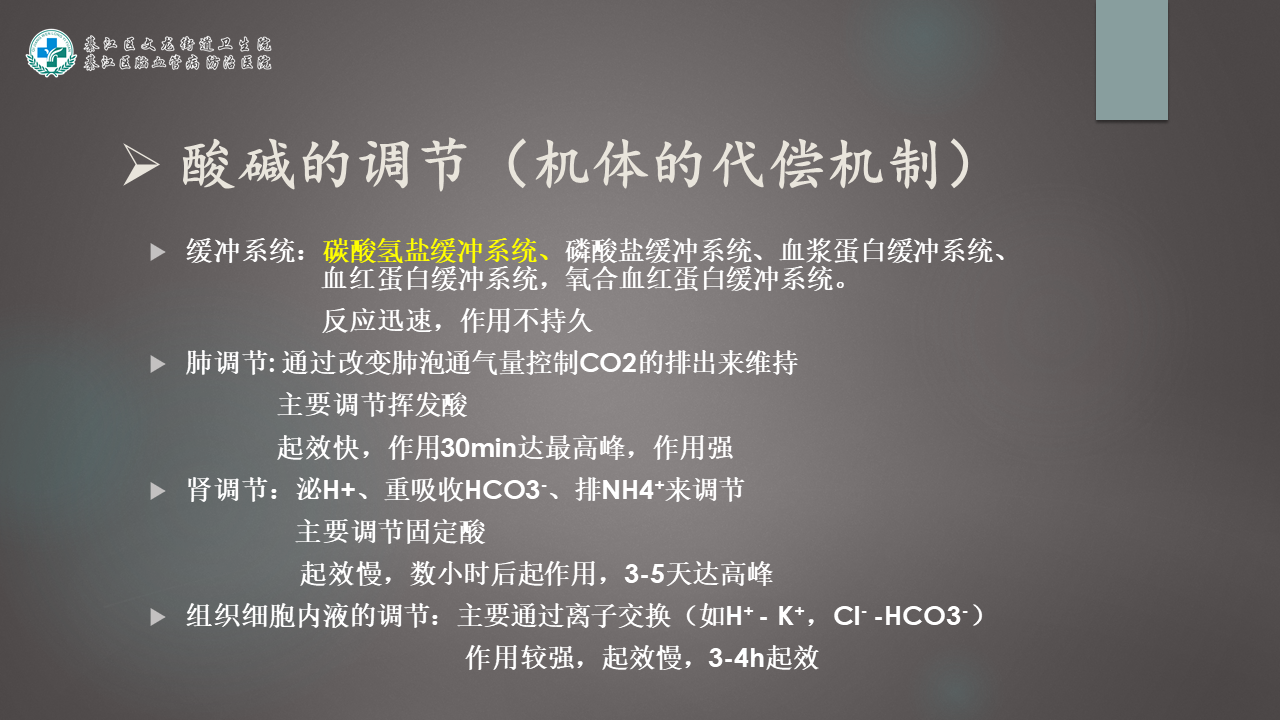 綦江区文龙街道卫生院
綦江区脑血管病防治医院
酸碱的调节（机体的代偿机制）
缓冲系统：碳酸氢盐缓冲系统、磷酸盐缓冲系统、血浆蛋白缓冲系统、
血红蛋白缓冲系统，氧合血红蛋白缓冲系统。
反应迅速，作用不持久
肺调节: 通过改变肺泡通气量控制CO2的排出来维持
主要调节挥发酸
起效快，作用30min达最高峰，作用强
肾调节：泌H+、重吸收HCO3-、排NH4+来调节
主要调节固定酸
起效慢，数小时后起作用，3-5天达高峰
组织细胞内液的调节：主要通过离子交换（如H+ - K+，Cl- -HCO3-）
作用较强，起效慢，3-4h起效